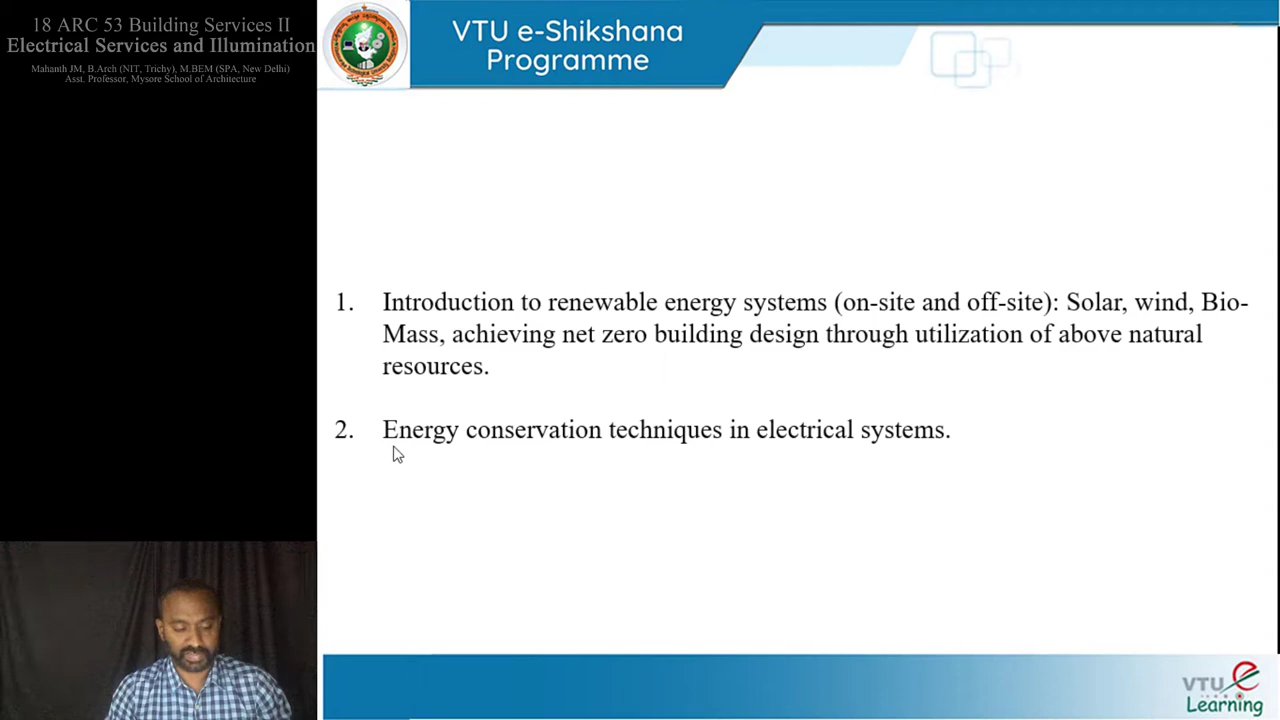 18 ARC 53 Building Services II
Electrical Services and Illumination
Mahanth JM, B.Arch (NIT, Trichy), M.BEM (SPA, New Delhi)
Asst. Professor, Mysore School of Architecture
VTU e-Shikshana
Programme
1. Introduction to renewable energy systems (on-site and off-site): Solar, wind, Bio-
Mass, achieving net zero building design through utilization of above natural
resources.
2. Energy conservation techniques in electrical systems.
VTU e
Learning